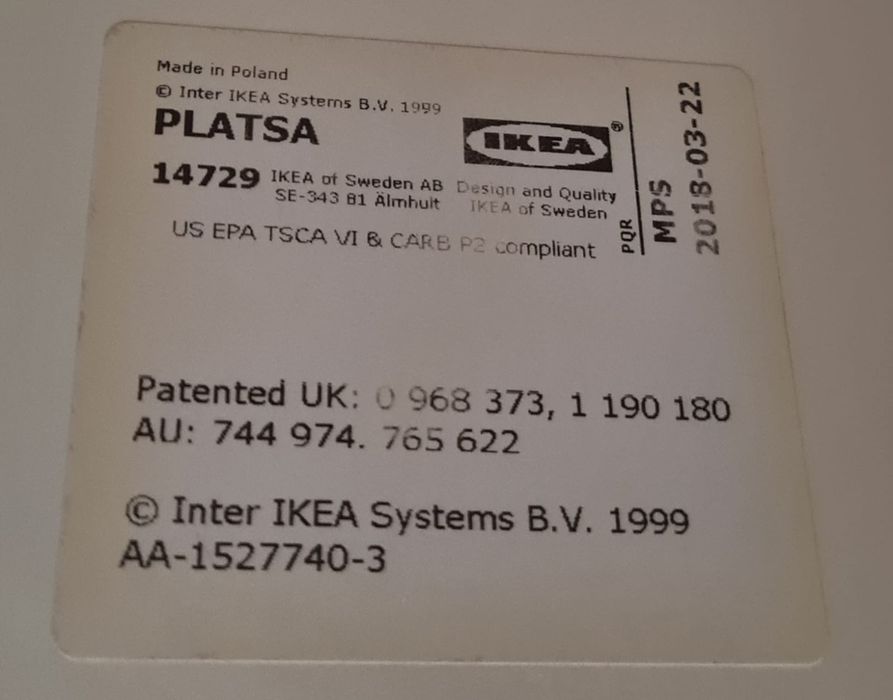 Made in Poland
© Inter IKEA Systems B.V. 1999
PLATSA
IKEA®
14729
IKEA of Sweden AB
SE-343 81 Älmhult
Design and Quality
IKEA of Sweden
US EPA TSCA VI & CARB P2 compliant
PQR
MPS
2018-03-22
Patented UK: 0 968 373, 1 190 180
AU: 744 974. 765 622
© Inter IKEA Systems B.V. 1999
AA-1527740-3